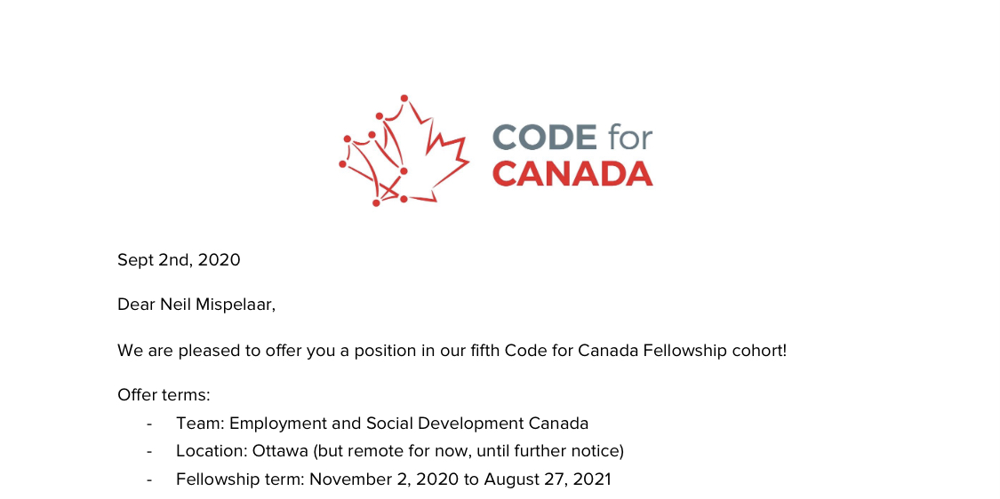 CODE for
CANADA
Sept 2nd, 2020
Dear Neil Mispelaar,
We are pleased to offer you a position in our fifth Code for Canada Fellowship cohort!
Offer terms:
- Team: Employment and Social Development Canada
- Location: Ottawa (but remote for now, until further notice)
- Fellowship term: November 2, 2020 to August 27, 2021